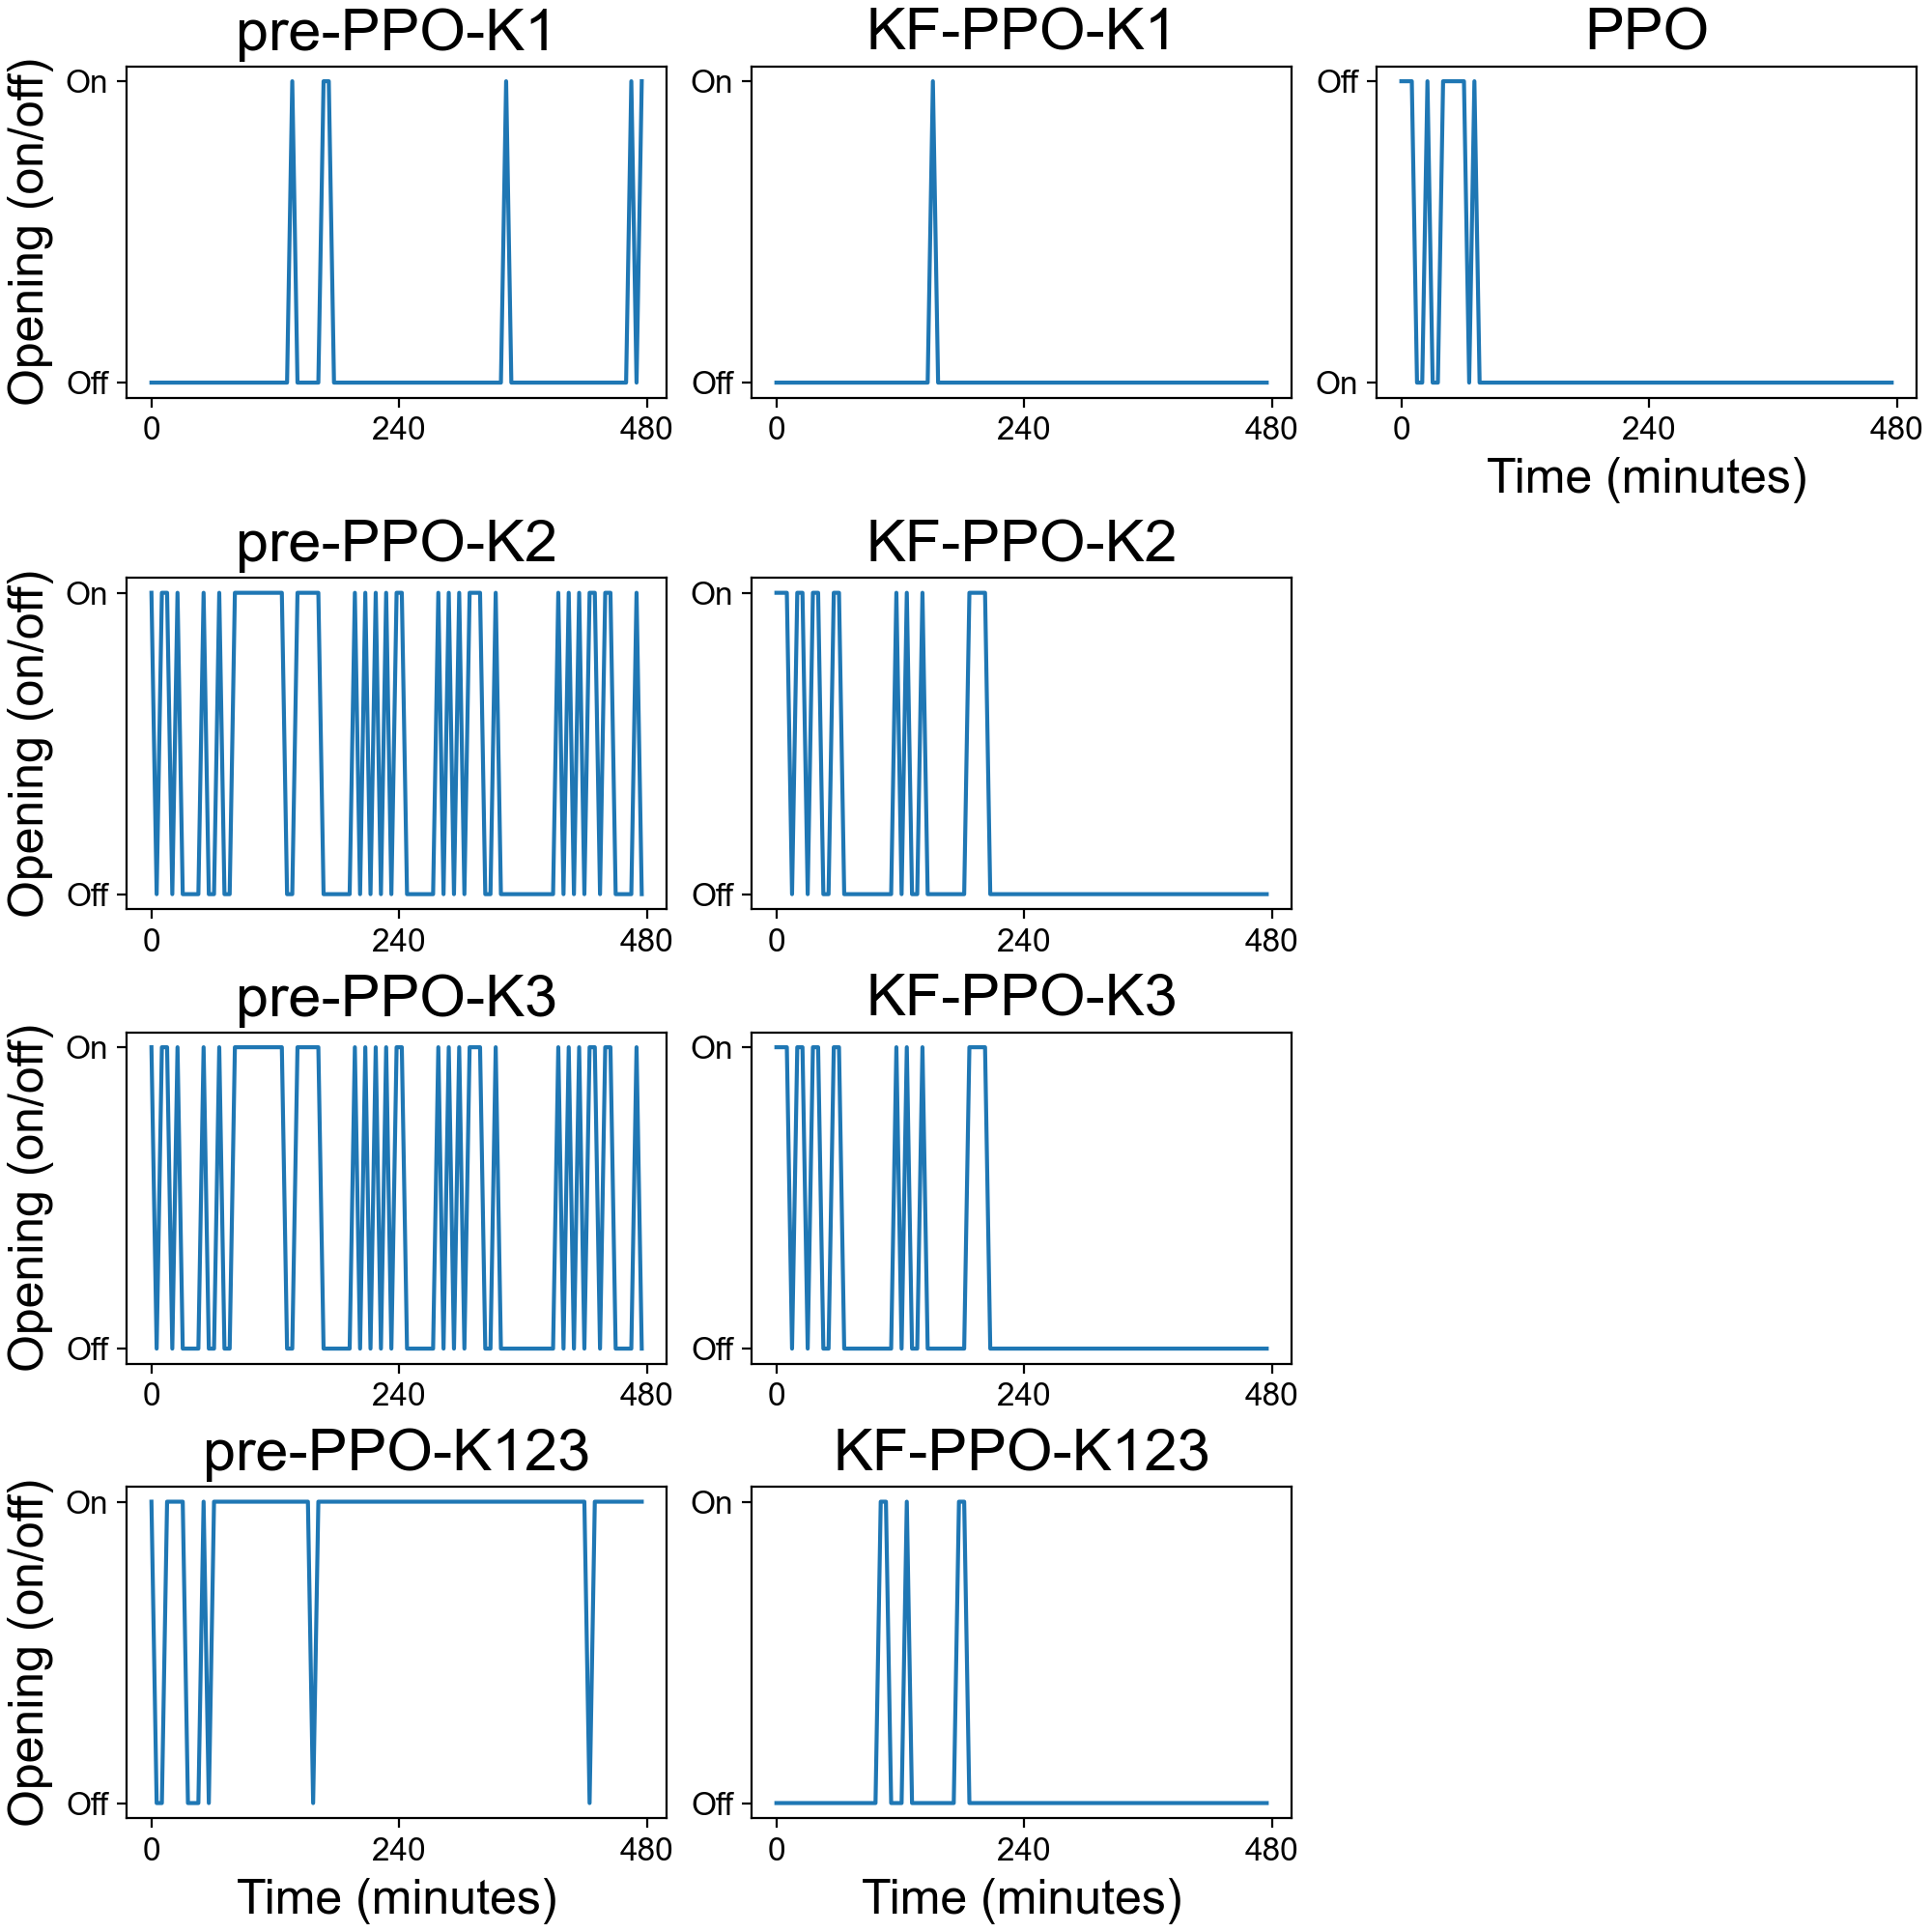 pre-PPO-K1
KF-PPO-K1
PPO
Opening (on/off)
On
Off
0 240 480
On
Off
0 240 480
Off
On
0 240 480
Time (minutes)
pre-PPO-K2
KF-PPO-K2
Opening (on/off)
On
Off
0 240 480
On
Off
0 240 480
pre-PPO-K3
KF-PPO-K3
Opening (on/off)
On
Off
0 240 480
On
Off
0 240 480
pre-PPO-K123
KF-PPO-K123
Opening (on/off)
On
Off
0 240 480
Time (minutes)
On
Off
0 240 480
Time (minutes)